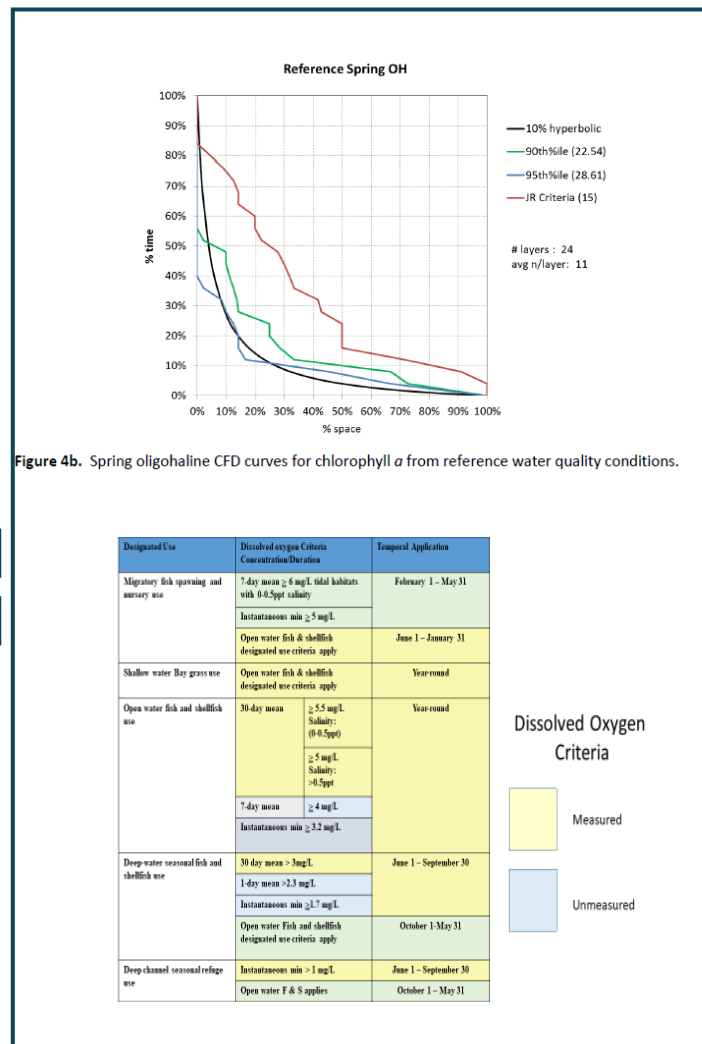 Reference Spring OH
100%
90%
80%
70%
60%
50%
40%
30%
20%
10%
0%
% time
0% 10% 20% 30% 40% 50% 60% 70% 80% 90% 100%
% space
10% hyperbolic
90th%ile (22.54)
95th%ile (28.61)
JR Criteria (15)
# layers : 24
avg n/layer: 11
Figure 4b. Spring oligohaline CFD curves for chlorophyll a from reference water quality conditions.
Designated Use
Dissolved oxygen Criteria
Concentration/Duration
Temporal Application
Migratory fish spawning and
nursery use
7-day mean ≥ 6 mg/L tidal habitats
with 0-0.5ppt salinity
February 1 – May 31
Instantaneous min ≥ 5 mg/L
Open water fish & shellfish
designated use criteria apply
June 1 – January 31
Shallow water Bay grass use
Open water fish & shellfish
designated use criteria apply
Year-round
Open water fish and shellfish
use
30-day mean
≥ 5.5 mg/L
Salinity:
(0-0.5ppt)
Year-round
≥ 5 mg/L
Salinity:
>0.5ppt
7-day mean
≥ 4 mg/L
Instantaneous min ≥ 3.2 mg/L
Deep-water seasonal fish and
shellfish use
30 day mean > 3mg/L
June 1 – September 30
1-day mean >2.3 mg/L
Instantaneous min ≥1.7 mg/L
Open water Fish and shellfish
designated use criteria apply
October 1-May 31
Deep channel seasonal refuge
use
Instantaneous min > 1 mg/L
June 1 – September 30
Open water F & S applies
October 1 – May 31
Dissolved Oxygen
Criteria
Measured
Unmeasured